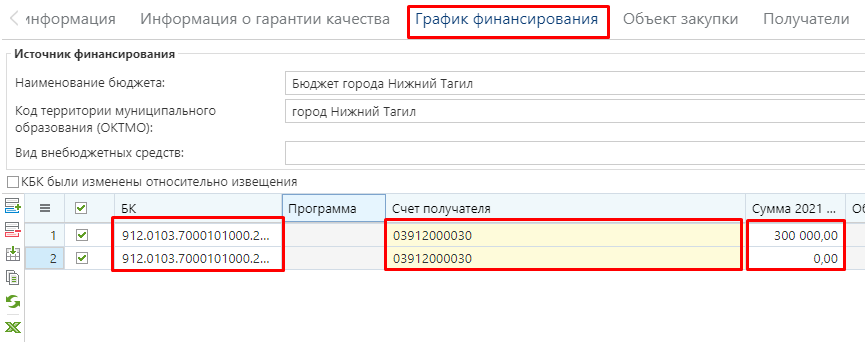 информация Информация о гарантии качества График финансирования Объект закупки Получатели
Источник финансирования
Наименование бюджета: Бюджет города Нижний Тагил
Код территории муниципального
образования (ОКТМО): город Нижний Тагил
Вид внебюджетных средств:
КБК были изменены относительно извещения
БК Программа Счет получателя Сумма 2021 ... Об
1 912.0103.7000101000.2... 03912000030 300 000,00
2 912.0103.7000101000.2... 03912000030 0,00